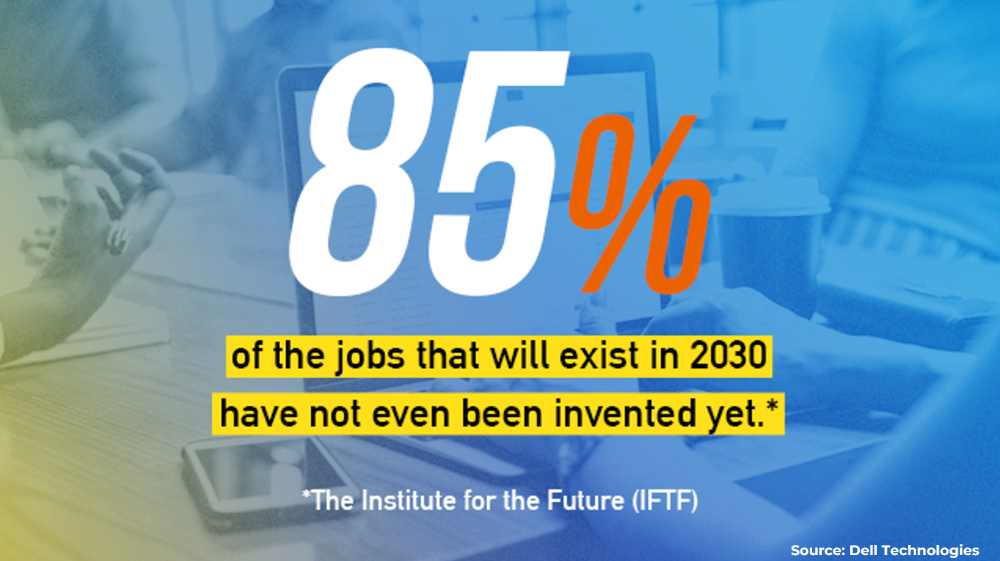 85%
of the jobs that will exist in 2030
have not even been invented yet.*
*The Institute for the Future (IFTF)
Source: Dell Technologies